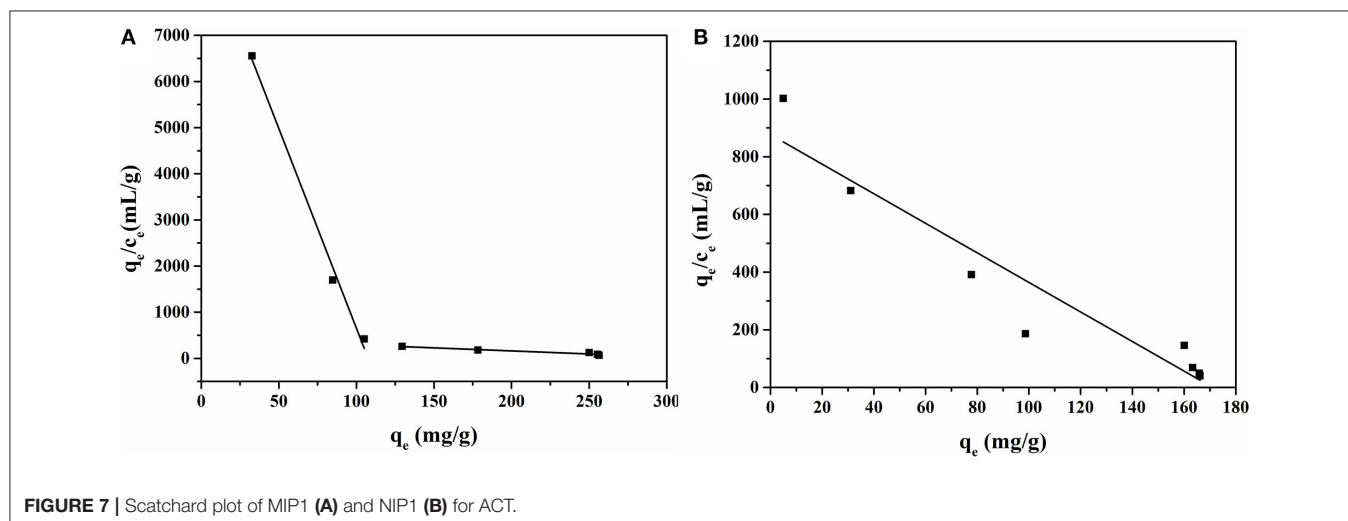 A
7000
6000
5000
4000
3000
2000
1000
0
q_e/c_e(mL/g)
0 50 100 150 200 250 300
q_e (mg/g)
B
1200
1000
800
600
400
200
0
q_e/c_e (mL/g)
0 20 40 60 80 100 120 140 160 180
q_e (mg/g)
FIGURE 7 | Scatchard plot of MIP1 (A) and NIP1 (B) for ACT.